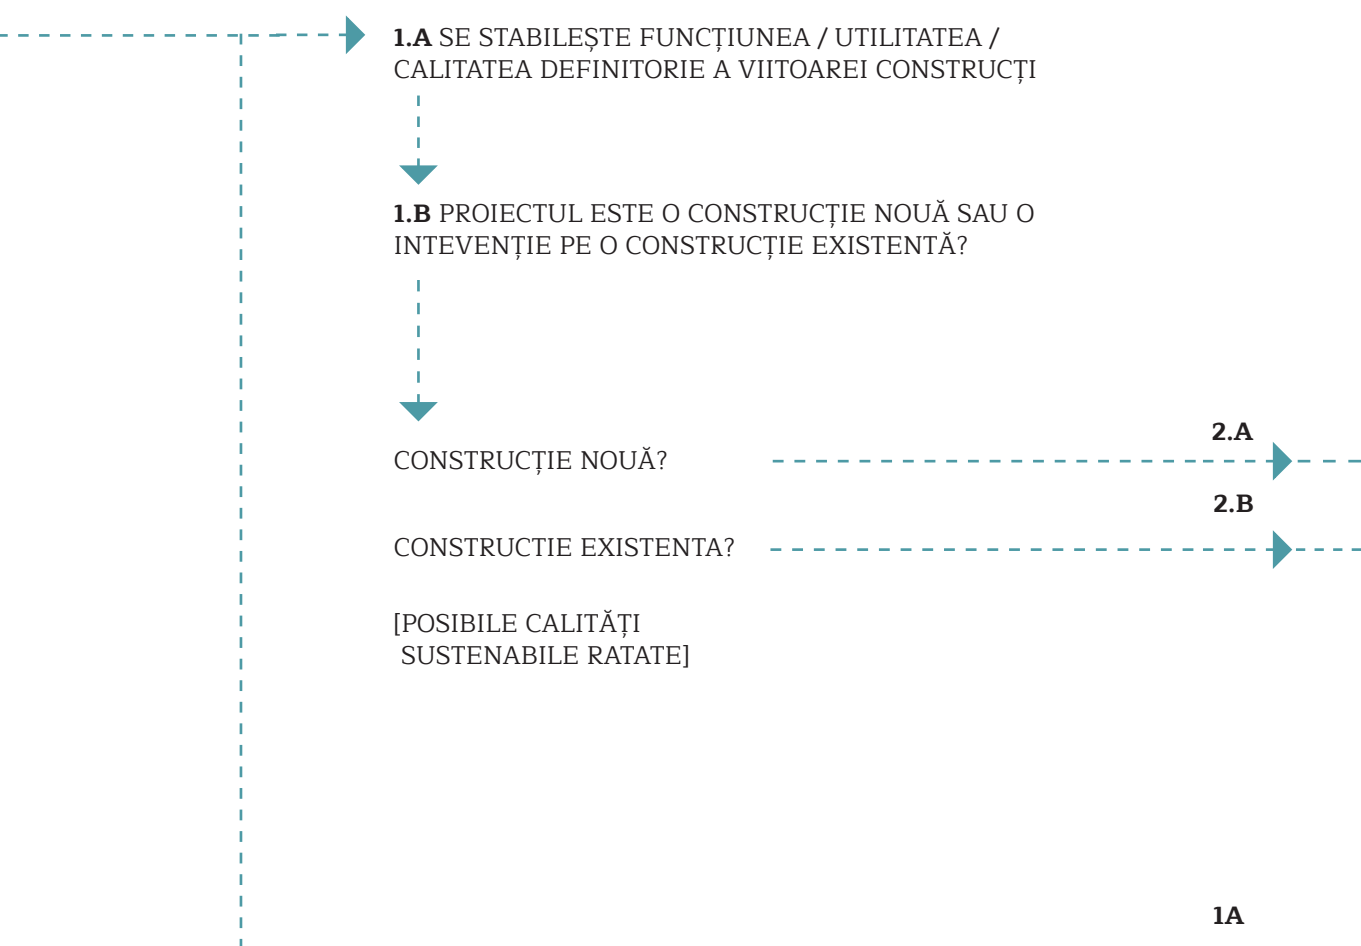 1.A SE STABILEȘTE FUNCȚIUNEA / UTILITATEA /
CALITATEA DEFINITORIE A VIITOAREI CONSTRUCȚI
1.B PROIECTUL ESTE O CONSTRUCȚIE NOUĂ SAU O
INTEVENȚIE PE O CONSTRUCȚIE EXISTENTĂ?
2.A
CONSTRUCȚIE NOUĂ?
2.B
CONSTRUCTIE EXISTENTA?
[POSIBILE CALITĂȚI
SUSTENABILE RATATE]
1A